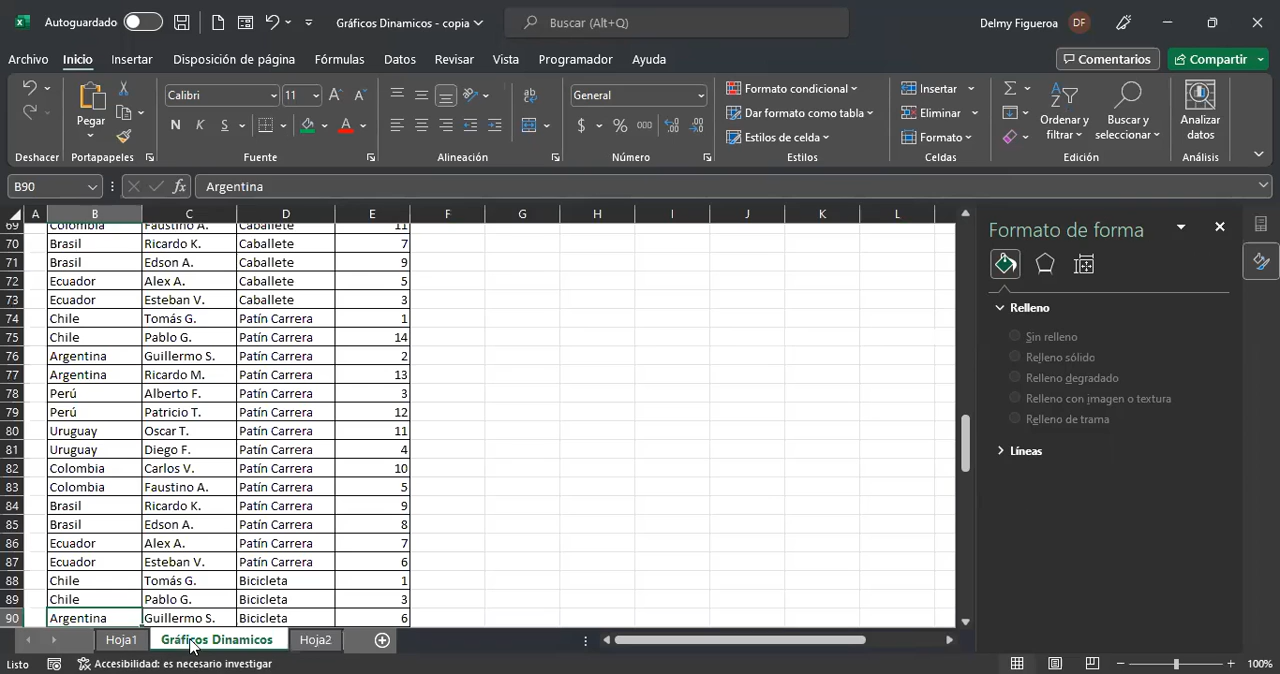 Autoguardado Gráficos Dinamicos - copia Buscar (Alt+Q) Delmy Figueroa DF
Archivo Inicio Insertar Disposición de página Fórmulas Datos Revisar Vista Programador Ayuda Comentarios Compartir
Pegar Calibri 11 General Formato condicional Insertar
Dar formato como tabla Eliminar Ordenar y filtrar Buscar y seleccionar Analizar datos
N K S $ % 000 Estilos de celda Formato
Deshacer Portapapeles Fuente Alineación Número Estilos Celdas Edición Análisis
B90 fx Argentina
A B C D E F G H I J K L
69 Colombia Faustino A. Caballete 11
70 Brasil Ricardo K. Caballete 7
71 Brasil Edson A. Caballete 9
72 Ecuador Alex A. Caballete 5
73 Ecuador Esteban V. Caballete 3
74 Chile Tomás G. Patín Carrera 1
75 Chile Pablo G. Patín Carrera 14
76 Argentina Guillermo S. Patín Carrera 2
77 Argentina Ricardo M. Patín Carrera 13
78 Perú Alberto F. Patín Carrera 3
79 Perú Patricio T. Patín Carrera 12
80 Uruguay Oscar T. Patín Carrera 11
81 Uruguay Diego F. Patín Carrera 4
82 Colombia Carlos V. Patín Carrera 10
83 Colombia Faustino A. Patín Carrera 5
84 Brasil Ricardo K. Patín Carrera 9
85 Brasil Edson A. Patín Carrera 8
86 Ecuador Alex A. Patín Carrera 7
87 Ecuador Esteban V. Patín Carrera 6
88 Chile Tomás G. Bicicleta 1
89 Chile Pablo G. Bicicleta 3
90 Argentina Guillermo S. Bicicleta 6
Formato de forma
Relleno
Sin relleno
Relleno sólido
Relleno degradado
Relleno con imagen o textura
Relleno de trama
Líneas
Hoja1 Gráficos Dinamicos Hoja2
Listo Accesibilidad: es necesario investigar 100%